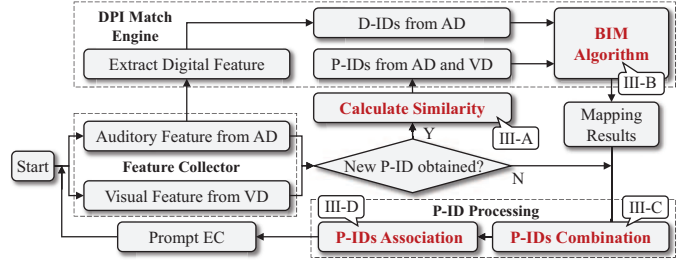 DPI Match
Engine
D-IDs from AD
BIM
Algorithm
Extract Digital Feature
P-IDs from AD and VD
III-B
Calculate Similarity
III-A
Mapping
Results
Auditory Feature from AD
Y
Start
Feature Collector
New P-ID obtained?
N
Visual Feature from VD
III-D
P-ID Processing
III-C
Prompt EC
P-IDs Association
P-IDs Combination